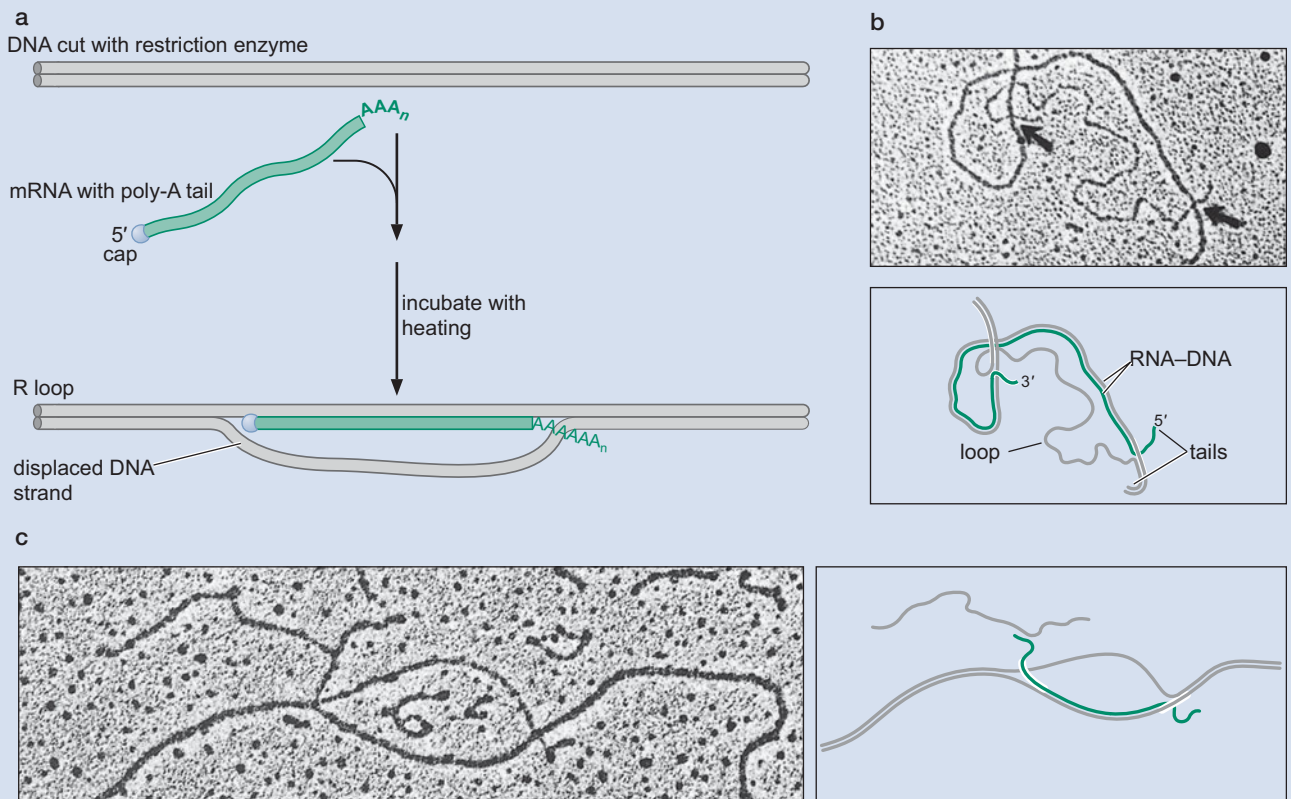 a
DNA cut with restriction enzyme
AAAn
mRNA with poly-A tail
5′
cap
incubate with
heating
R loop
AAAAAAn
displaced DNA
strand
b
RNA–DNA
3′
5′
loop
tails
c